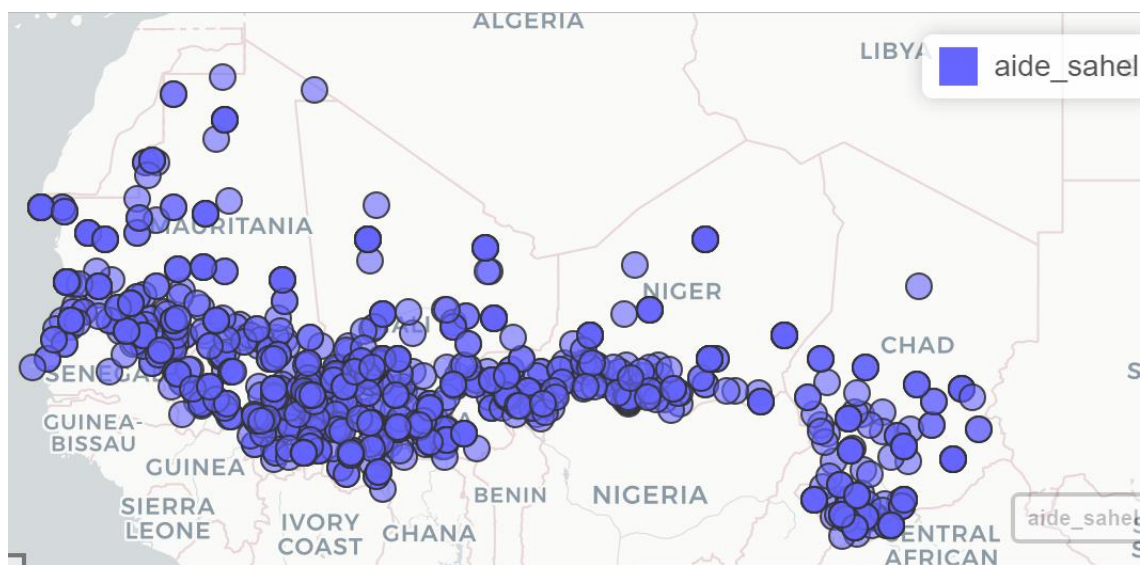 ALGERIA
LIBYA
aide_sahel
MAURITANIA
NIGER
CHAD
SENEGAL
GUINEA-
BISSAU
GUINEA
BENIN
NIGERIA
SIERRA
LEONE
IVORY
COAST
GHANA
aide_sahel
CENTRAL
AFRICAN